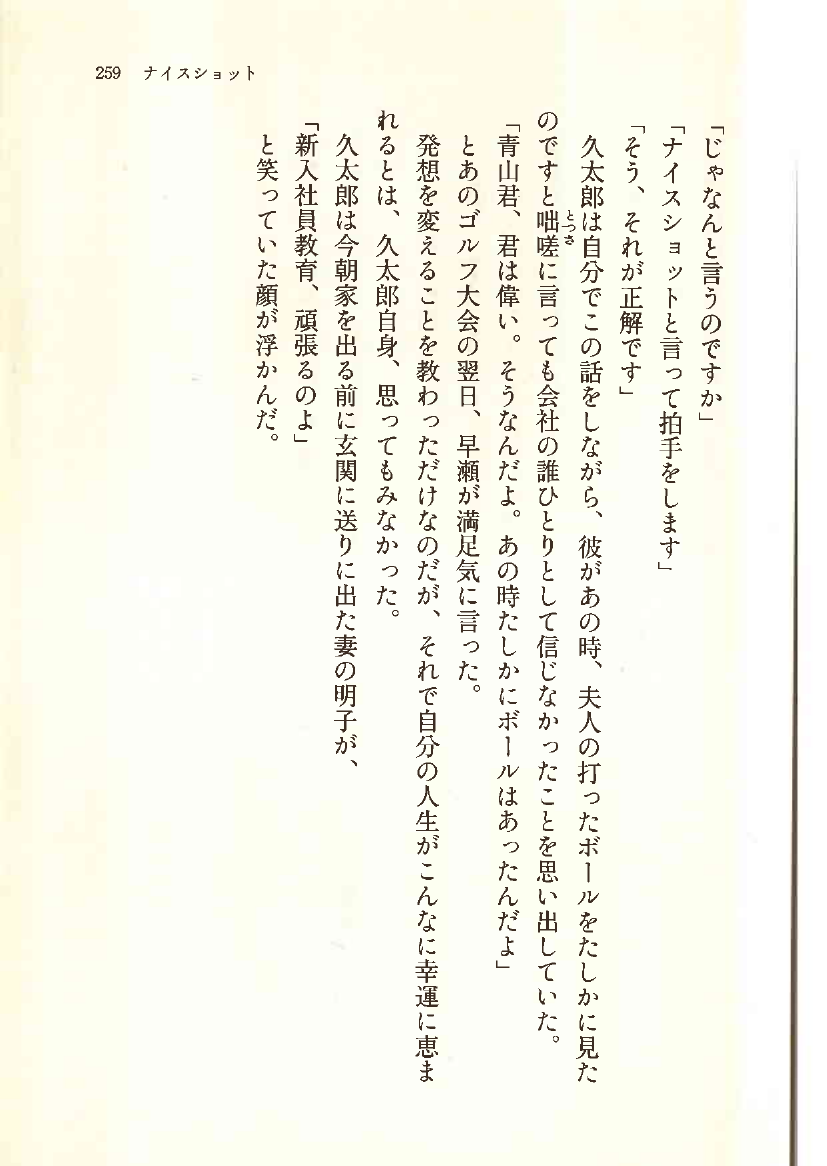 259 ナイスショット
「じゃなんと言うのですか」
「ナイスショットと言って拍手をします」
「そう、それが正解です」
久太郎は自分でこの話をしながら、彼があの時、夫人の打ったボールをたしかに見た
のですと咄嗟に言っても会社の誰ひとりとして信じなかったことを思い出していた。
とっさ
「青山君、君は偉い。そうなんだよ。あの時たしかにボールはあったんだよ」
とあのゴルフ大会の翌日、早瀬が満足気に言った。
発想を変えることを教わっただけなのだが、それで自分の人生がこんなに幸運に恵ま
れるとは、久太郎自身、思ってもみなかった。
久太郎は今朝家を出る前に玄関に送りに出た妻の明子が、
「新入社員教育、頑張るのよ」
と笑っていた顔が浮かんだ。